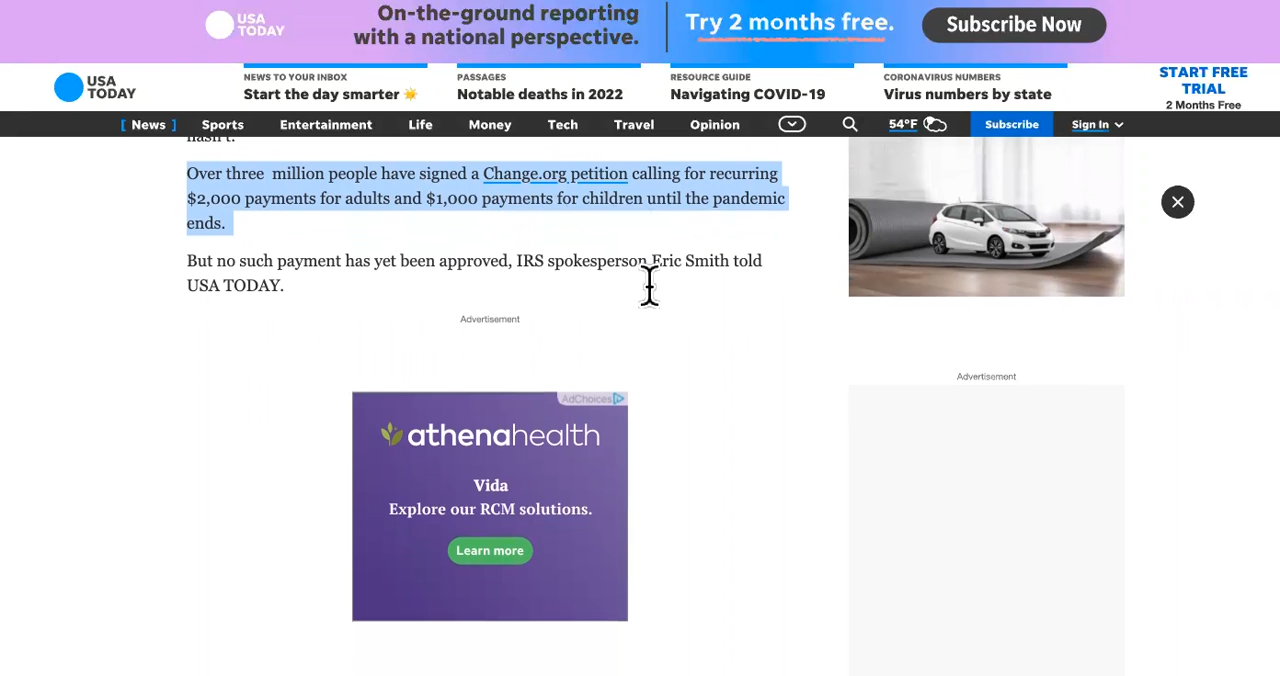 USA TODAY
On-the-ground reporting
with a national perspective.
Try 2 months free.
Subscribe Now
USA TODAY
NEWS TO YOUR INBOX
Start the day smarter ☀️
PASSAGES
Notable deaths in 2022
RESOURCE GUIDE
Navigating COVID-19
CORONAVIRUS NUMBERS
Virus numbers by state
START FREE
TRIAL
2 Months Free
[ News ] Sports Entertainment Life Money Tech Travel Opinion 54°F Subscribe Sign In
hasn't.
Over three million people have signed a Change.org petition calling for recurring
$2,000 payments for adults and $1,000 payments for children until the pandemic
ends.
But no such payment has yet been approved, IRS spokesperson Eric Smith told
USA TODAY.
Advertisement
AdChoices
athenahealth
Vida
Explore our RCM solutions.
Learn more
Advertisement